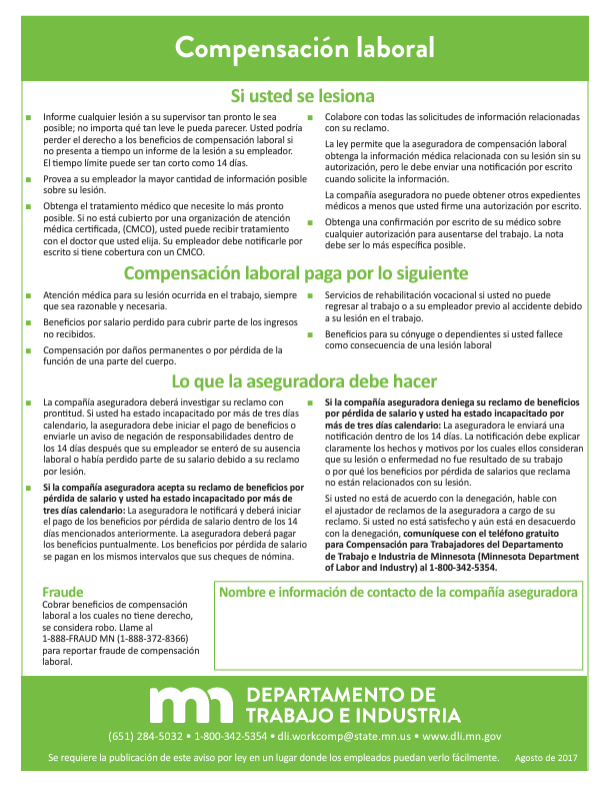 Compensación laboral
Si usted se lesiona
Informe cualquier lesión a su supervisor tan pronto le sea
posible; no importa qué tan leve le pueda parecer. Usted podría
perder el derecho a los beneficios de compensación laboral si
no presenta a tiempo un informe de la lesión a su empleador.
El tiempo límite puede ser tan corto como 14 días.
Provea a su empleador la mayor cantidad de información posible
sobre su lesión.
Obtenga el tratamiento médico que necesite lo más pronto
posible. Si no está cubierto por una organización de atención
médica certificada, (CMCO), usted puede recibir tratamiento
con el doctor que usted elija. Su empleador debe notificarle por
escrito si tiene cobertura con un CMCO.
Colabore con todas las solicitudes de información relacionadas
con su reclamo.
La ley permite que la aseguradora de compensación laboral
obtenga la información médica relacionada con su lesión sin su
autorización, pero le debe enviar una notificación por escrito
cuando solicite la información.
La compañía aseguradora no puede obtener otros expedientes
médicos a menos que usted firme una autorización por escrito.
Obtenga una confirmación por escrito de su médico sobre
cualquier autorización para ausentarse del trabajo. La nota
debe ser lo más específica posible.
Compensación laboral paga por lo siguiente
Atención médica para su lesión ocurrida en el trabajo, siempre
que sea razonable y necesaria.
Beneficios por salario perdido para cubrir parte de los ingresos
no recibidos.
Compensación por daños permanentes o por pérdida de la
función de una parte del cuerpo.
Servicios de rehabilitación vocacional si usted no puede
regresar al trabajo o a su empleador previo al accidente debido
a su lesión en el trabajo.
Beneficios para su cónyuge o dependientes si usted fallece
como consecuencia de una lesión laboral
Lo que la aseguradora debe hacer
La compañía aseguradora deberá investigar su reclamo con
prontitud. Si usted ha estado incapacitado por más de tres días
calendario, la aseguradora debe iniciar el pago de beneficios o
enviarle un aviso de negación de responsabilidades dentro de
los 14 días después que su empleador se enteró de su ausencia
laboral o había perdido parte de su salario debido a su reclamo
por lesión.
Si la compañía aseguradora acepta su reclamo de beneficios por
pérdida de salario y usted ha estado incapacitado por más de
tres días calendario: La aseguradora le notificará y deberá iniciar
el pago de los beneficios por pérdida de salario dentro de los 14
días mencionados anteriormente. La aseguradora deberá pagar
los beneficios puntualmente. Los beneficios por pérdida de salario
se pagan en los mismos intervalos que sus cheques de nómina.
Si la compañía aseguradora deniega su reclamo de beneficios
por pérdida de salario y usted ha estado incapacitado por
más de tres días calendario: La aseguradora le enviará una
notificación dentro de los 14 días. La notificación debe explicar
claramente los hechos y motivos por los cuales ellos consideran
que su lesión o enfermedad no fue resultado de su trabajo
o por qué los beneficios por pérdida de salarios que reclama
no están relacionados con su lesión.
Si usted no está de acuerdo con la denegación, hable con
el ajustador de reclamos de la aseguradora a cargo de su
reclamo. Si usted no está satisfecho y aún está en desacuerdo
con la denegación, comuníquese con el teléfono gratuito
para Compensación para Trabajadores del Departamento
de Trabajo e Industria de Minnesota (Minnesota Department
of Labor and Industry) al 1-800-342-5354.
Fraude
Cobrar beneficios de compensación
laboral a los cuales no tiene derecho,
se considera robo. Llame al
1-888-FRAUD MN (1-888-372-8366)
para reportar fraude de compensación
laboral.
Nombre e información de contacto de la compañía aseguradora
mn DEPARTAMENTO DE
TRABAJO E INDUSTRIA
(651) 284-5032 • 1-800-342-5354 • dli.workcomp@state.mn.us • www.dli.mn.gov
Se requiere la publicación de este aviso por ley en un lugar donde los empleados puedan verlo fácilmente. Agosto de 2017